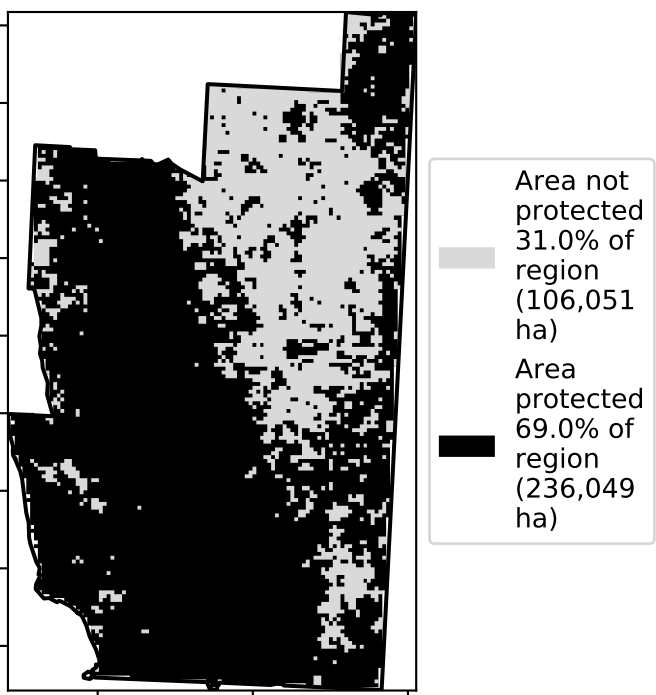 Area not
protected
31.0% of
region
(106,051
ha)
Area
protected
69.0% of
region
(236,049
ha)